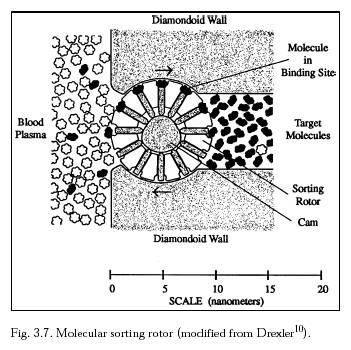 Diamondoid Wall
Molecule
in
Binding Site
Blood
Plasma
Target
Molecules
Sorting
Rotor
Cam
Diamondoid Wall
0 5 10 15 20
SCALE (nanometers)
Fig. 3.7. Molecular sorting rotor (modified from Drexler¹⁰).